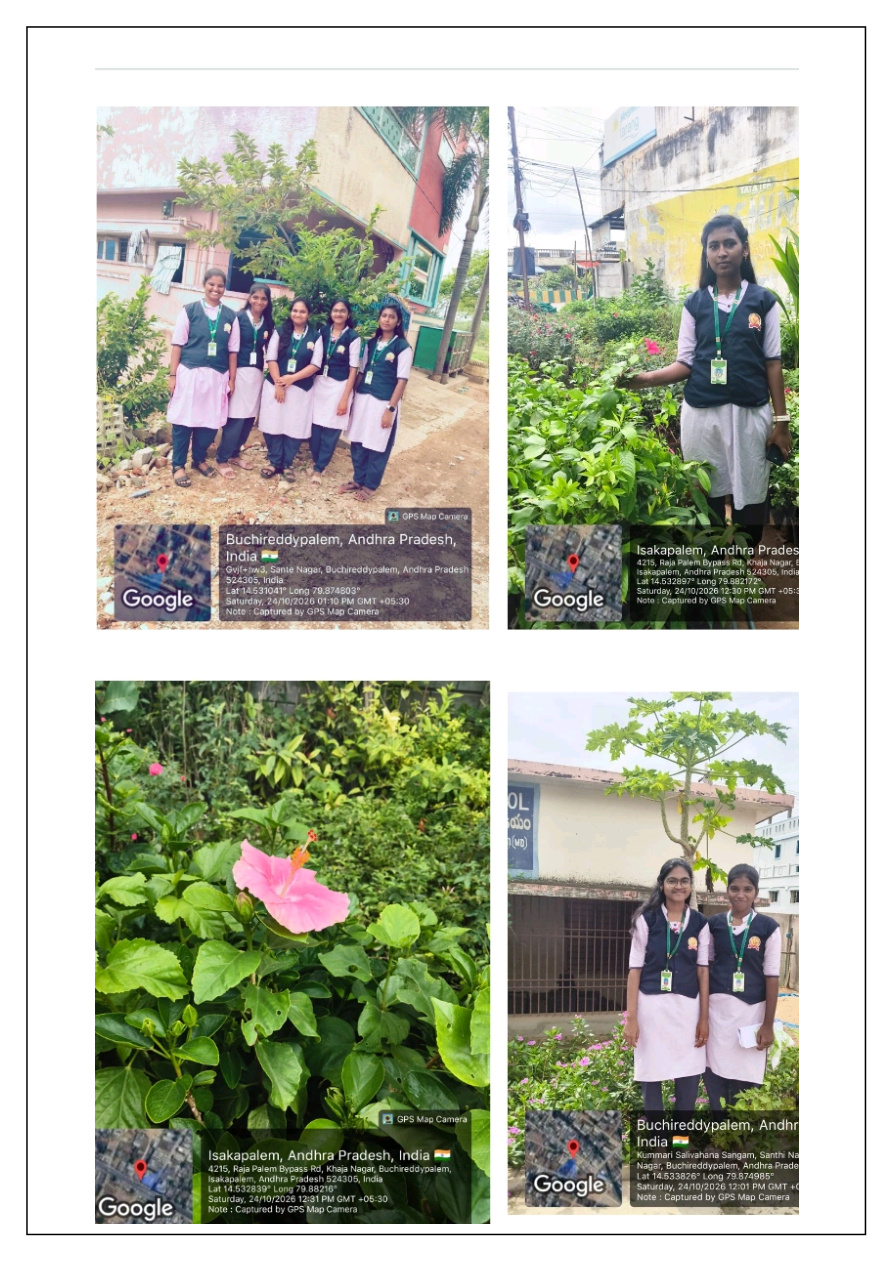 GPS Map Camera
Buchireddypalem, Andhra Pradesh,
India
Gvjf+jw3, Sante Nagar, Buchireddypalem, Andhra Pradesh
524305, India
Lat 14.531041° Long 79.874803°
Saturday, 24/10/2026 01:10 PM GMT +05:30
Note : Captured by GPS Map Camera
Google
Isakapalem, Andhra Prades
4215, Raja Palem Bypass Rd, Khaja Nagar,
Isakapalem, Andhra Pradesh 524305, India
Lat 14.532897° Long 79.882172°
Saturday, 24/10/2026 12:30 PM GMT +05:3
Note : Captured by GPS Map Camera
Google
GPS Map Camera
Isakapalem, Andhra Pradesh, India
4215, Raja Palem Bypass Rd, Khaja Nagar, Buchireddypalem,
Isakapalem, Andhra Pradesh 524305, India
Lat 14.532839° Long 79.88216°
Saturday, 24/10/2026 12:31 PM GMT +05:30
Note : Captured by GPS Map Camera
Google
OL
(MD)
Buchireddypalem, Andhr
India
Kummari Salivahana Sangam, Santhi Na
Nagar, Buchireddypalem, Andhra Prade
Lat 14.533826° Long 79.874985°
Saturday, 24/10/2026 12:01 PM GMT +0
Note : Captured by GPS Map Camera
Google